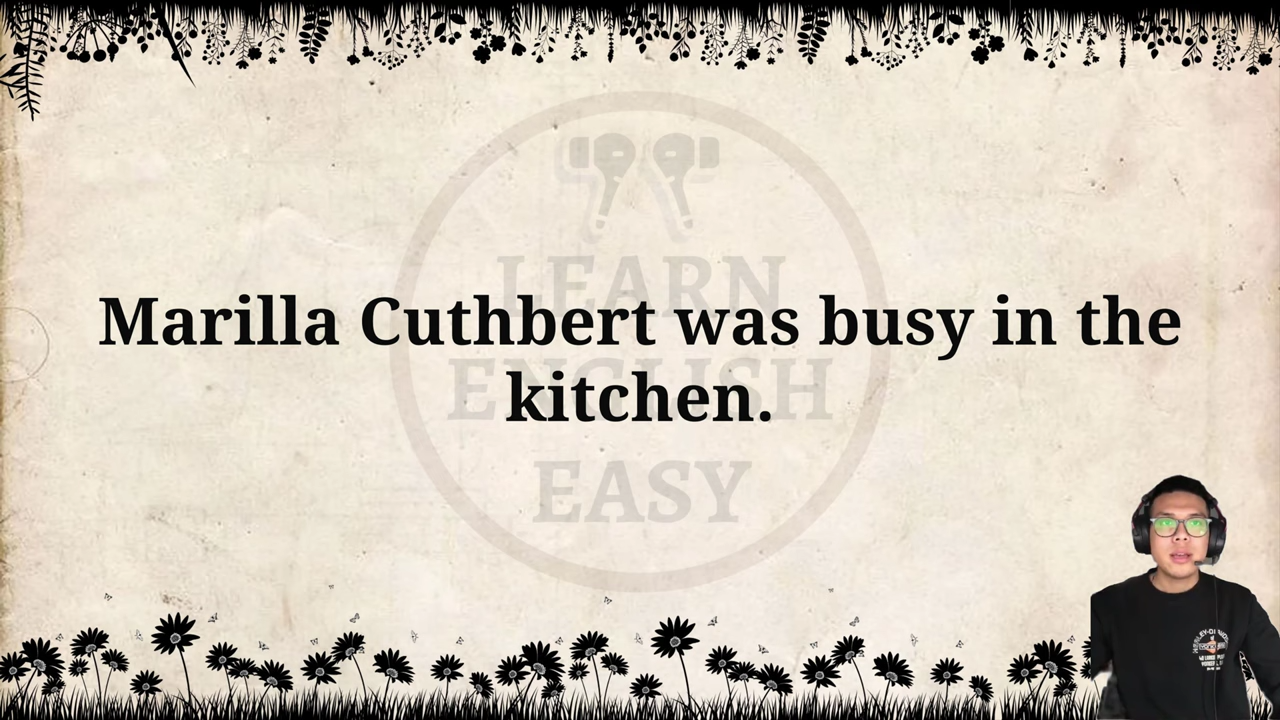 LEARN
Marilla Cuthbert was busy in the
ENGLISH
kitchen.
EASY